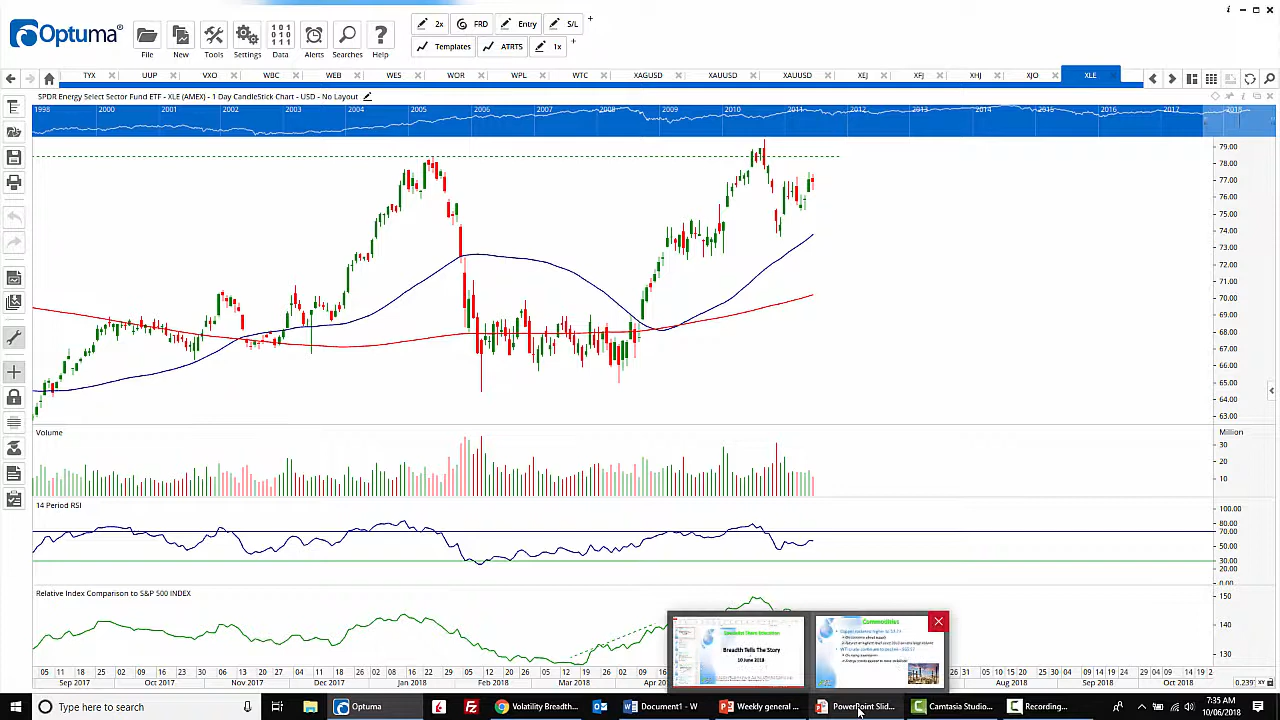 Optuma®
File
New
Tools
Settings
Data
Alerts
Searches
Help
2x
FRD
Entry
S/L
Templates
ATRTS
1x
TYX
UUP
VXO
WBC
WEB
WES
WOR
WPL
WTC
XAGUSD
XAUUSD
XAUUSD
XEJ
XFJ
XHJ
XJO
XLE
SPDR Energy Select Sector Fund ETF - XLE (AMEX) - 1 Day CandleStick Chart - USD - No Layout
1998 2000 2002 2003 2004 2005 2006 2007 2008 2009 2010 2011 2012 2013 2014 2015 2016 2017 2018
79.00
78.00
77.00
76.00
75.00
74.00
73.00
72.00
71.00
70.00
69.00
68.00
67.00
66.00
65.00
64.00
63.00
Volume
Million
30
20
10
14 Period RSI
100.00
80.00
70.00
50.00
30.00
20.00
0.00
Relative Index Comparison to S&P 500 INDEX
150
140
130
Breadth Tells The Story
10 June 2018
Commodities
Sep 2017
Oct 2017
Nov 2017
Dec 2017
Jan 2018
Apr 2018
Aug 2018
Sep 2018
0.239°/X
Type here to search
Optuma
Volatility Breadth...
Document1 - W
Weekly general ...
PowerPoint Slid...
Camtasia Studio...
Recording...
7:35 AM
10/06/2018